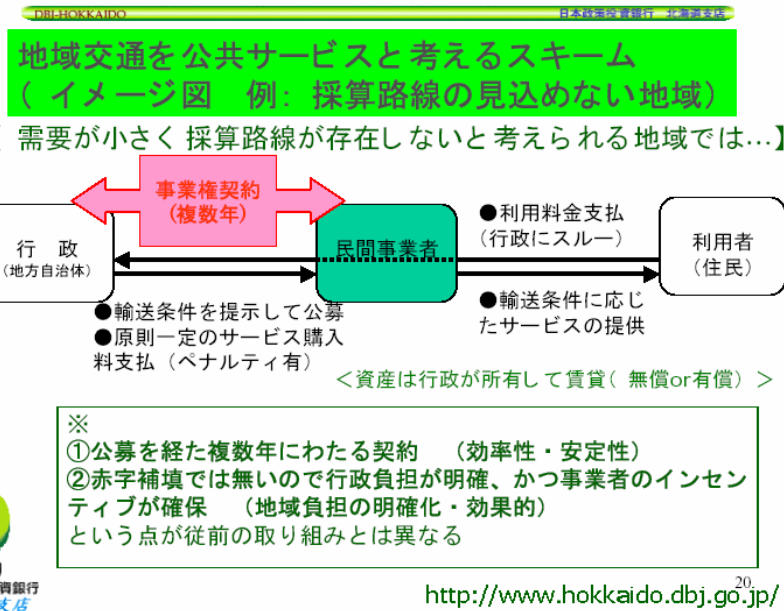 DBJ-HOKKAIDO
日本政策投資銀行 北海道支店
地域交通を公共サービスと考えるスキーム
( イメージ図 例: 採算路線の見込めない地域)
需要が小さく採算路線が存在しないと考えられる地域では…】
事業権契約
(複数年)
行 政
(地方自治体)
民間事業者
●利用料金支払
(行政にスルー)
利用者
(住民)
●輸送条件を提示して公募
●原則一定のサービス購入
料支払(ペナルティ有)
●輸送条件に応じ
たサービスの提供
<資産は行政が所有して賃貸( 無償or有償) >
※
①公募を経た複数年にわたる契約 (効率性・安定性)
②赤字補填では無いので行政負担が明確、かつ事業者のインセン
ティブが確保 (地域負担の明確化・効果的)
という点が従前の取り組みとは異なる
資銀行
支店
20.
http://www.hokkaido.dbj.go.jp/